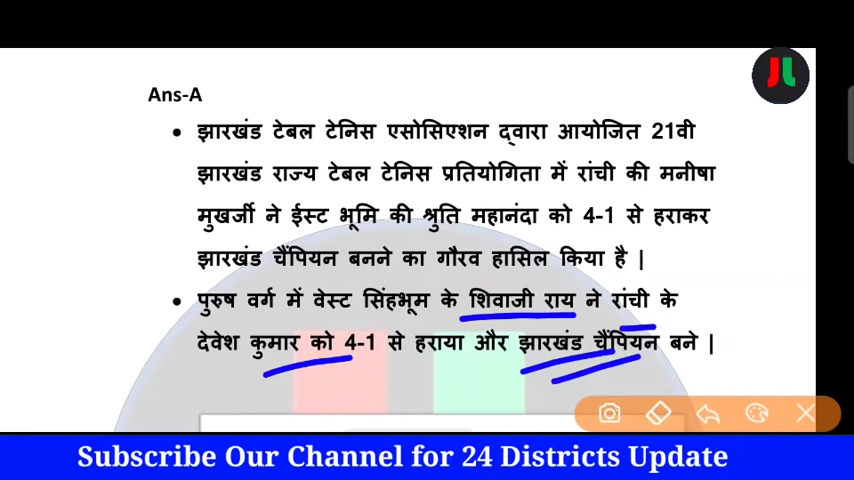 Ans-A
• झारखंड टेबल टेनिस एसोसिएशन द्वारा आयोजित 21वी
झारखंड राज्य टेबल टेनिस प्रतियोगिता में रांची की मनीषा
मुखर्जी ने ईस्ट भूमि की श्रुति महानंदा को 4-1 से हराकर
झारखंड चैंपियन बनने का गौरव हासिल किया है |
• पुरुष वर्ग में वेस्ट सिंहभूम के शिवाजी राय ने रांची के
देवेश कुमार को 4-1 से हराया और झारखंड चैंपियन बने |
Subscribe Our Channel for 24 Districts Update